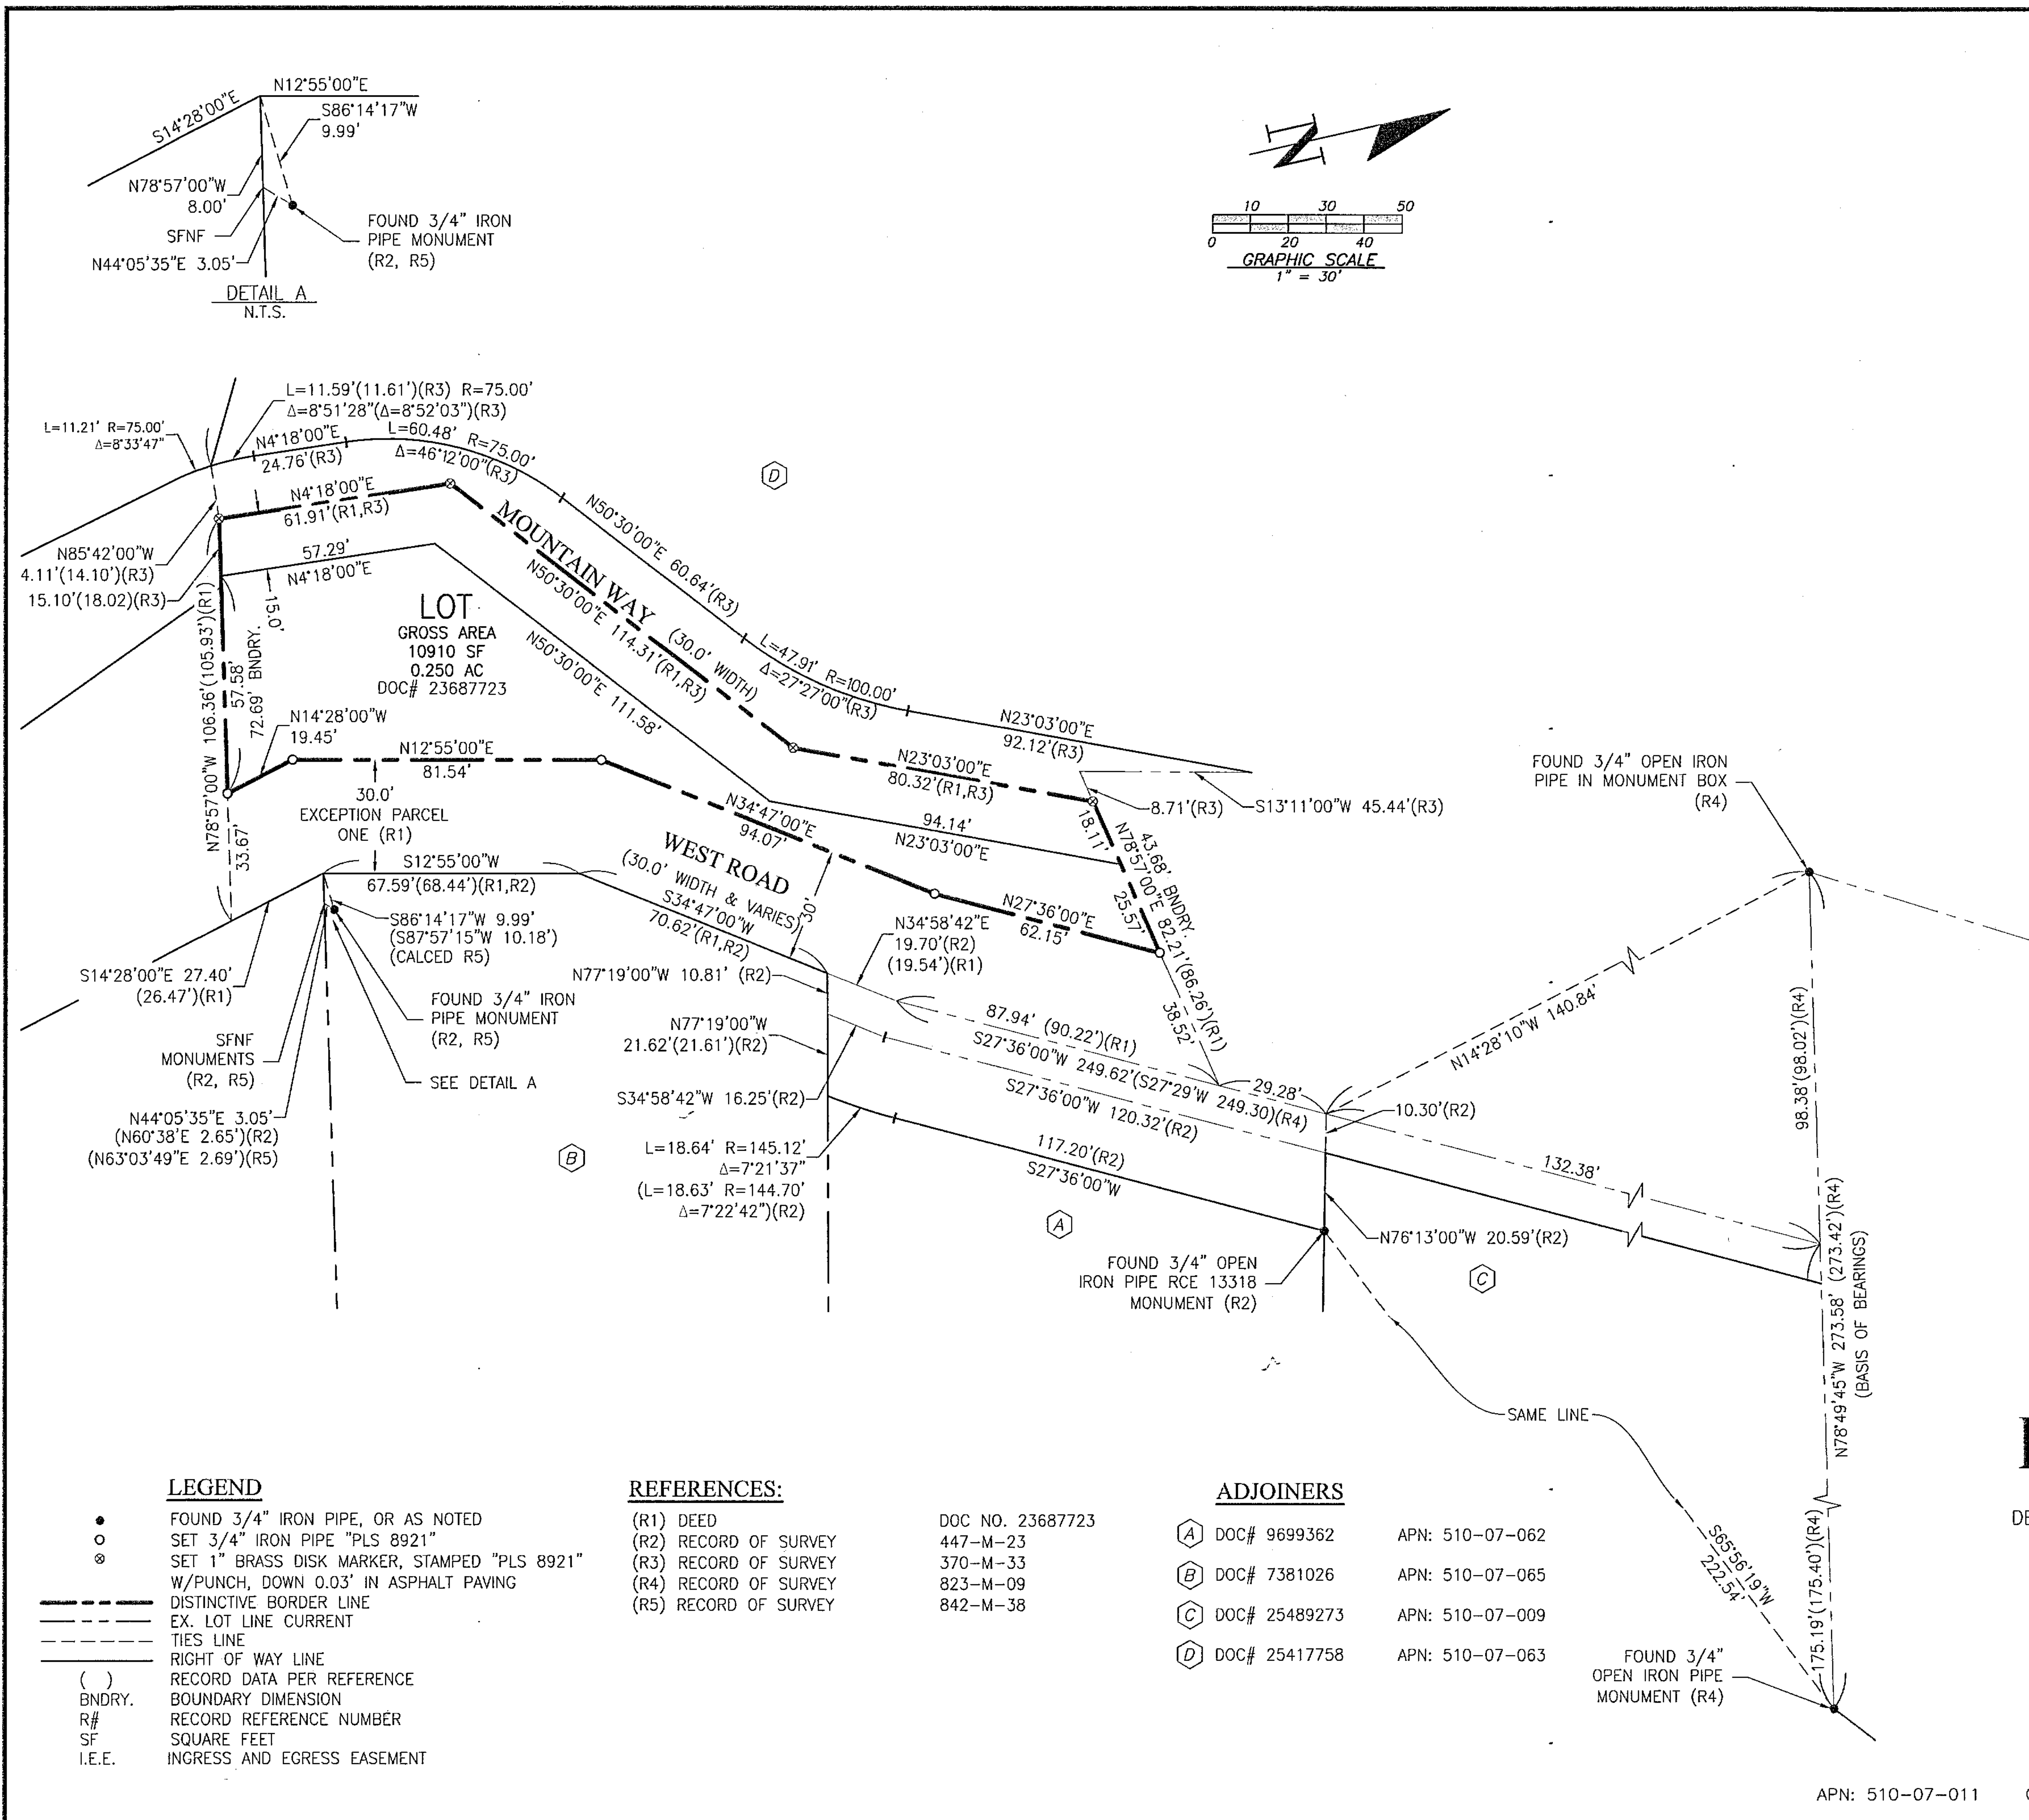 N12°55'00"E
S14°28'00"E
S86°14'17"W
9.99'
N78°57'00"W
8.00'
SFNF
N44°05'35"E 3.05'
FOUND 3/4" IRON
PIPE MONUMENT
(R2, R5)
DETAIL A
N.T.S.
N
10 30 50
0 20 40
GRAPHIC SCALE
1" = 30'
L=11.59'(11.61')(R3) R=75.00'
Δ=8°51'28"(Δ=8°52'03")(R3)
L=11.21' R=75.00'
Δ=8°33'47"
N4°18'00"E
24.76'(R3)
L=60.48' R=75.00'
Δ=46°12'00"(R3)
D
N4°18'00"E
61.91'(R1,R3)
MOUNTAIN WAY
(30.0' WIDTH)
N50°30'00"E 114.31'(R1,R3)
N50°30'00"E 60.64'(R3)
N85°42'00"W
4.11'(14.10')(R3)
15.10'(18.02)(R3)
57.29'
N4°18'00"E
15.0'
LOT
GROSS AREA
10910 SF
0.250 AC
DOC# 23687723
N78°57'00"W 106.36'(105.93')(R1)
57.58'
72.69' BNDRY.
33.67'
N50°30'00"E 111.58'
L=47.91' R=100.00'
Δ=27°27'00"(R3)
N23°03'00"E
92.12'(R3)
N14°28'00"W
19.45'
N12°55'00"E
81.54'
N23°03'00"E
80.32'(R1,R3)
8.71'(R3)
S13°11'00"W 45.44'(R3)
FOUND 3/4" OPEN IRON
PIPE IN MONUMENT BOX
(R4)
30.0'
EXCEPTION PARCEL
ONE (R1)
N34°47'00"E
94.07'
94.14'
N23°03'00"E
18.11'
43.68' BNDRY.
N78°57'00"E 82.21'(86.26')(R1)
25.57'
38.52'
S12°55'00"W
67.59'(68.44')(R1,R2)
WEST ROAD
(30.0' WIDTH & VARIES)
S34°47'00"W
70.62'(R1,R2)
30'
N27°36'00"E
62.15'
S86°14'17"W 9.99'
(S87°57'15"W 10.18')
(CALCED R5)
N34°58'42"E
19.70'(R2)
(19.54')(R1)
S14°28'00"E 27.40'
(26.47')(R1)
N77°19'00"W 10.81' (R2)
FOUND 3/4" IRON
PIPE MONUMENT
(R2, R5)
N77°19'00"W
21.62'(21.61')(R2)
SFNF
MONUMENTS
(R2, R5)
SEE DETAIL A
87.94' (90.22')(R1)
S27°36'00"W 249.62'(S27°29'W 249.30)(R4)
S27°36'00"W 120.32'(R2)
29.28'
10.30'(R2)
N14°28'10"W 140.84'
98.38'(98.02')(R4)
S34°58'42"W 16.25'(R2)
N44°05'35"E 3.05'
(N60°38'E 2.65')(R2)
(N63°03'49"E 2.69')(R5)
B
L=18.64' R=145.12'
Δ=7°21'37"
(L=18.63' R=144.70'
Δ=7°22'42")(R2)
117.20'(R2)
S27°36'00"W
132.38'
A
N76°13'00"W 20.59'(R2)
FOUND 3/4" OPEN
IRON PIPE RCE 13318
MONUMENT (R2)
C
N78°49'45"W 273.58' (273.42')(R4)
(BASIS OF BEARINGS)
SAME LINE
S65°56'19"W
222.54'
175.19'(175.40')(R4)
FOUND 3/4"
OPEN IRON PIPE
MONUMENT (R4)
LEGEND
FOUND 3/4" IRON PIPE, OR AS NOTED
SET 3/4" IRON PIPE "PLS 8921"
SET 1" BRASS DISK MARKER, STAMPED "PLS 8921"
W/PUNCH, DOWN 0.03' IN ASPHALT PAVING
DISTINCTIVE BORDER LINE
EX. LOT LINE CURRENT
TIES LINE
RIGHT OF WAY LINE
( ) RECORD DATA PER REFERENCE
BNDRY. BOUNDARY DIMENSION
R# RECORD REFERENCE NUMBER
SF SQUARE FEET
I.E.E. INGRESS AND EGRESS EASEMENT
REFERENCES:
(R1) DEED DOC NO. 23687723
(R2) RECORD OF SURVEY 447-M-23
(R3) RECORD OF SURVEY 370-M-33
(R4) RECORD OF SURVEY 823-M-09
(R5) RECORD OF SURVEY 842-M-38
ADJOINERS
A DOC# 9699362 APN: 510-07-062
B DOC# 7381026 APN: 510-07-065
C DOC# 25489273 APN: 510-07-009
D DOC# 25417758 APN: 510-07-063
APN: 510-07-011